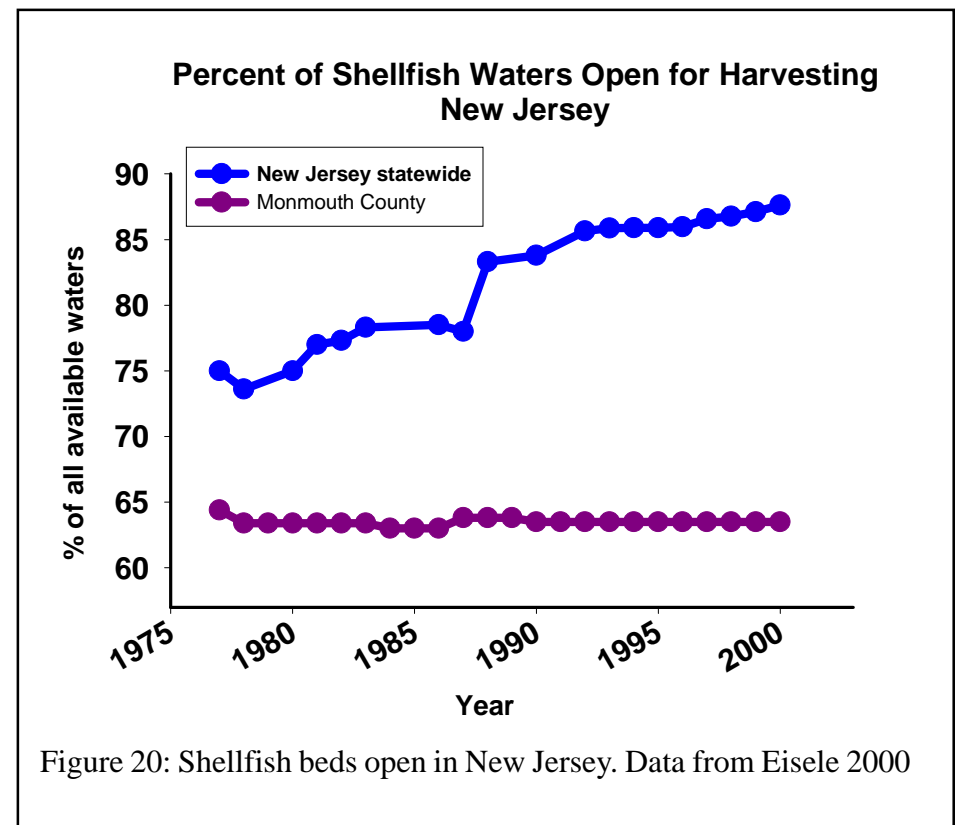 Percent of Shellfish Waters Open for Harvesting
New Jersey
New Jersey statewide
Monmouth County
% of all available waters
90
85
80
75
70
65
60
1975
1980
1985
1990
1995
2000
Year
Figure 20: Shellfish beds open in New Jersey. Data from Eisele 2000